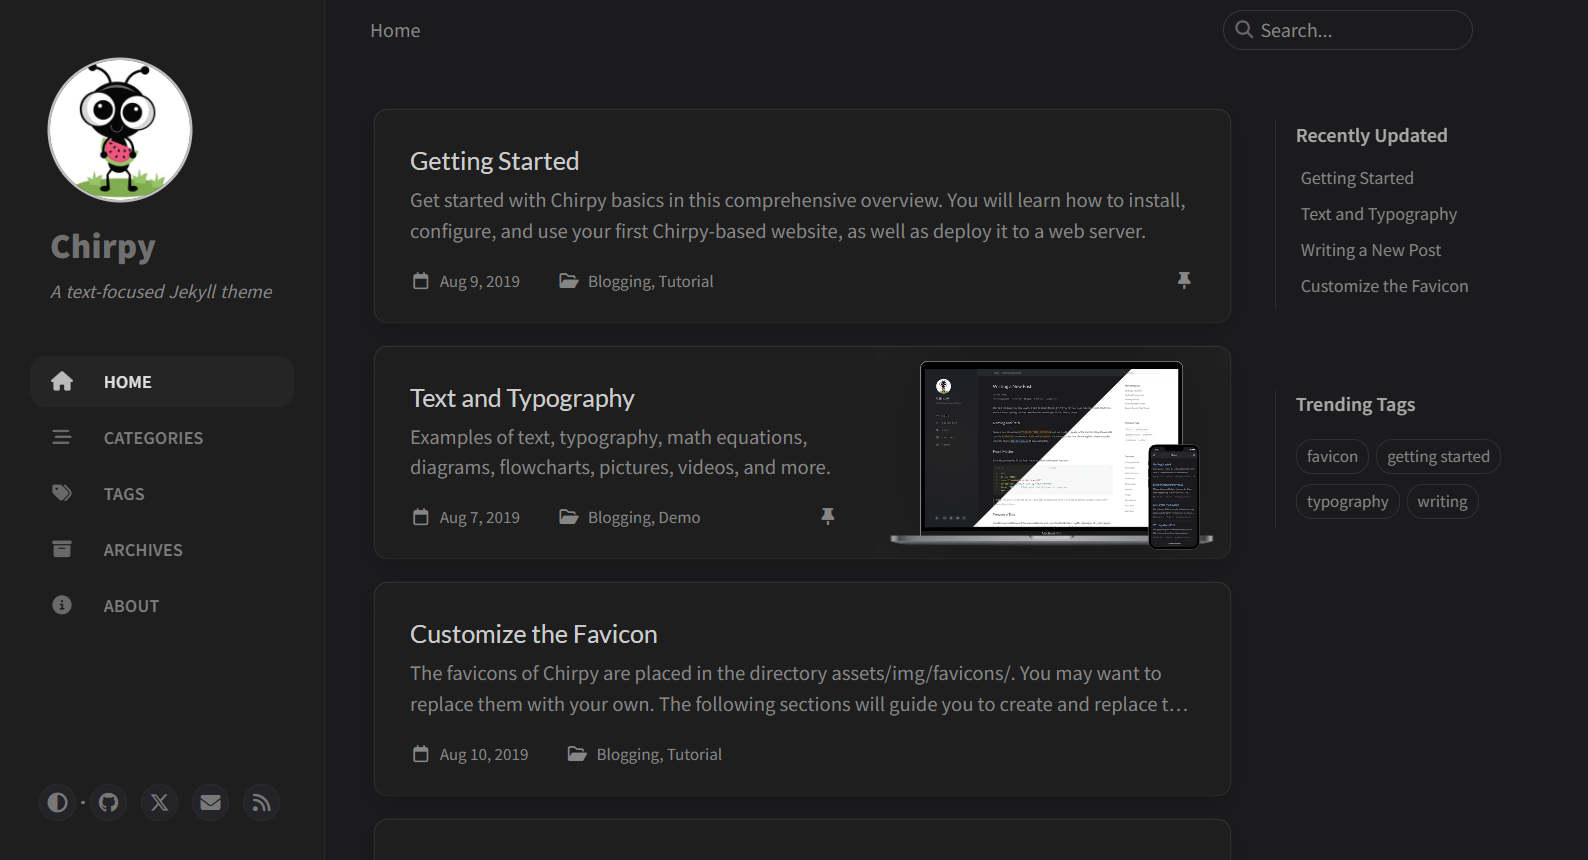 Chirpy
A text-focused Jekyll theme
HOME
CATEGORIES
TAGS
ARCHIVES
ABOUT
Home
Search...
Getting Started
Get started with Chirpy basics in this comprehensive overview. You will learn how to install,
configure, and use your first Chirpy-based website, as well as deploy it to a web server.
Aug 9, 2019
Blogging, Tutorial
Text and Typography
Examples of text, typography, math equations,
diagrams, flowcharts, pictures, videos, and more.
Aug 7, 2019
Blogging, Demo
Writing a New Post
Customize the Favicon
The favicons of Chirpy are placed in the directory assets/img/favicons/. You may want to
replace them with your own. The following sections will guide you to create and replace t…
Aug 10, 2019
Blogging, Tutorial
Recently Updated
Getting Started
Text and Typography
Writing a New Post
Customize the Favicon
Trending Tags
favicon
getting started
typography
writing